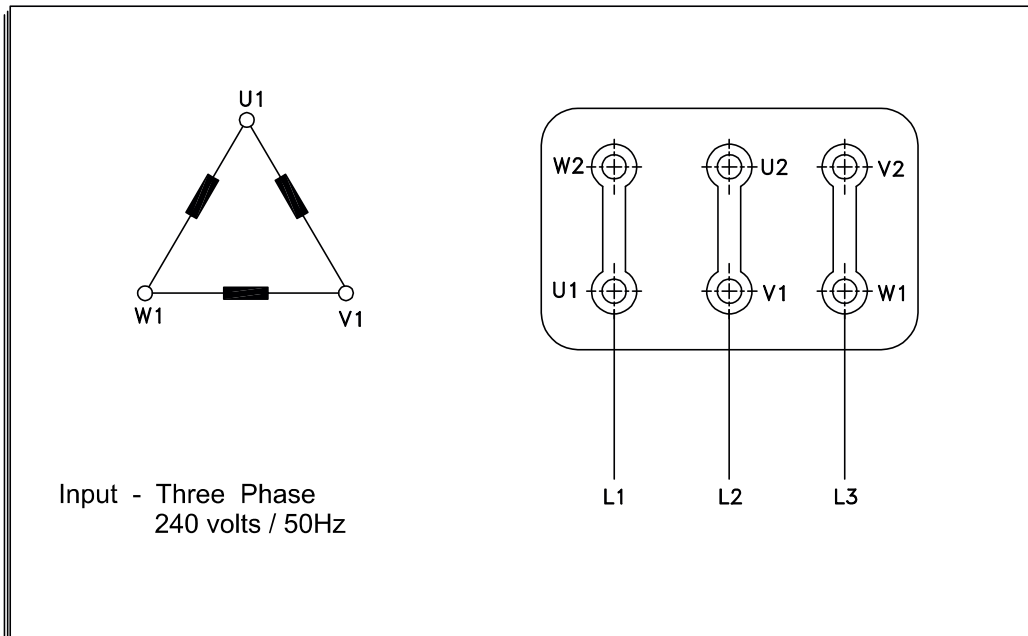 U1
W1
V1
W2 U2 V2
U1 V1 W1
L1 L2 L3
Input - Three Phase
240 volts / 50Hz